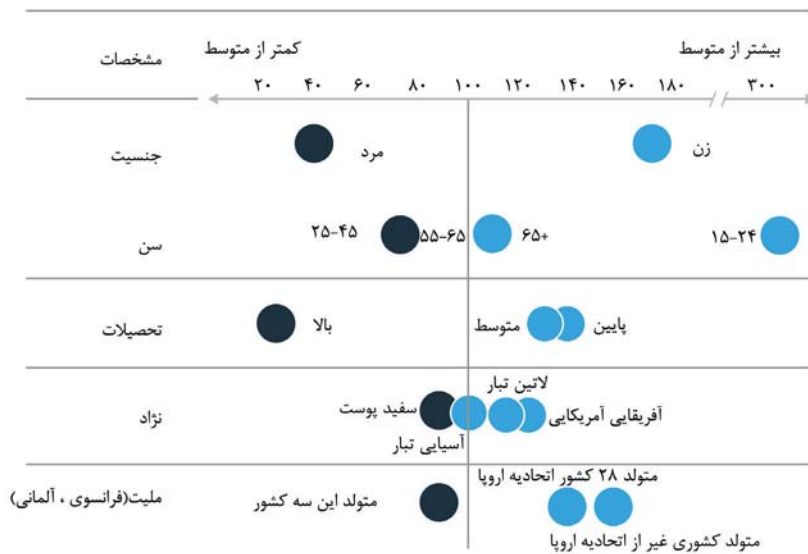 مشخصات
کمتر از متوسط
بیشتر از متوسط
۲۰ ۴۰ ۶۰ ۸۰ ۱۰۰ ۱۲۰ ۱۴۰ ۱۶۰ ۱۸۰ ۳۰۰
جنسیت
مرد
زن
سن
۲۵-۴۵
۵۵-۶۵
۶۵+
۱۵-۲۴
تحصیلات
بالا
متوسط
پایین
نژاد
سفید پوست
آسیایی تبار
لاتین تبار
آفریقایی آمریکایی
ملیت(فرانسوی ، آلمانی)
متولد این سه کشور
متولد ۲۸ کشور اتحادیه اروپا
متولد کشوری غیر از اتحادیه اروپا